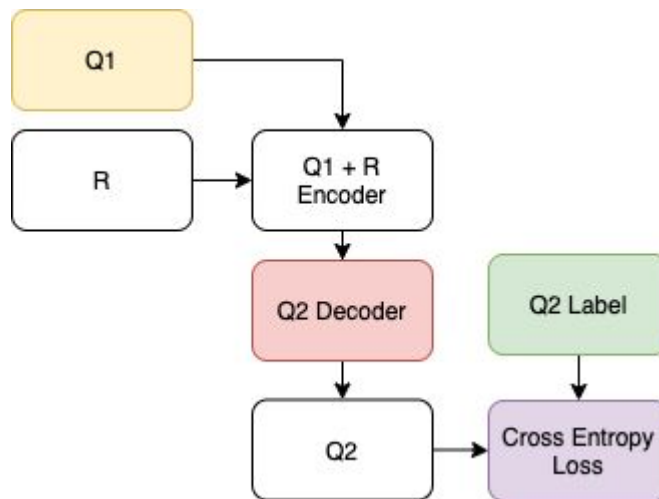 Q1
R
Q1 + R
Encoder
Q2 Decoder
Q2 Label
Q2
Cross Entropy
Loss